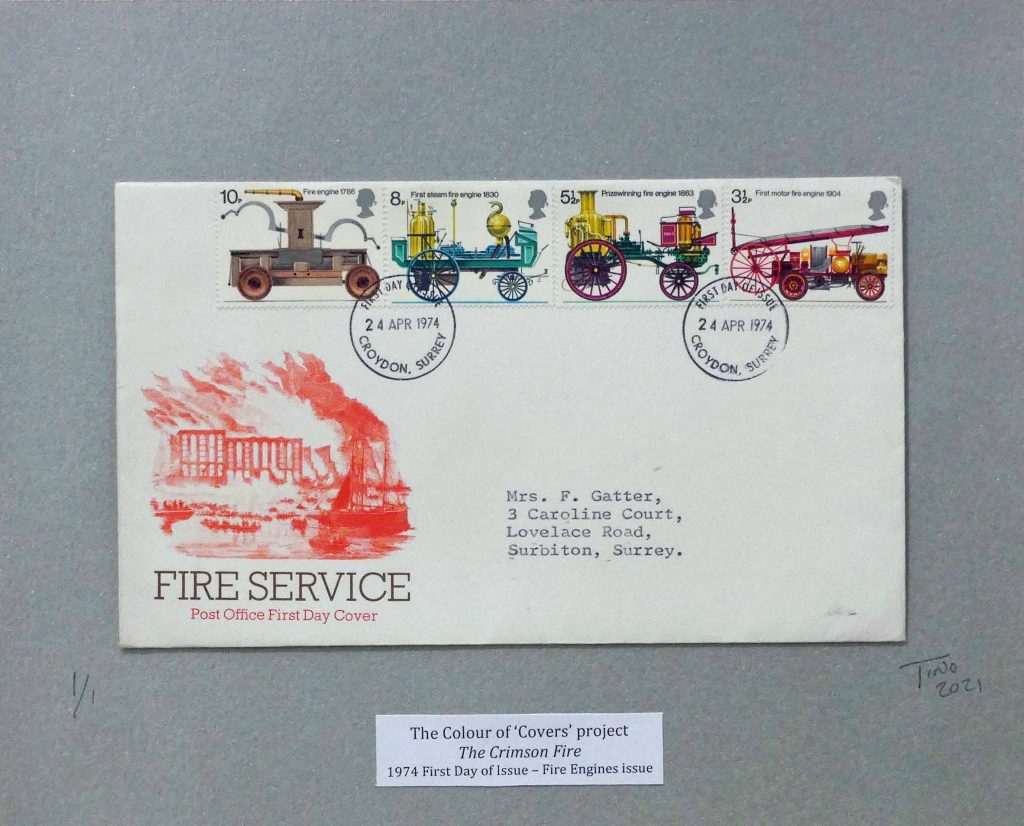 10p Fire engine 1766
8p First steam fire engine 1830
5½p Prizewinning fire engine 1863
3½p First motor fire engine 1904
FIRST DAY OF ISSUE
24 APR 1974
CROYDON, SURREY
FIRST DAY OF ISSUE
24 APR 1974
CROYDON, SURREY
Mrs. F. Gatter,
3 Caroline Court,
Lovelace Road,
Surbiton, Surrey.
FIRE SERVICE
Post Office First Day Cover
1/1
TINO
2021
The Colour of ‘Covers’ project
The Crimson Fire
1974 First Day of Issue – Fire Engines issue